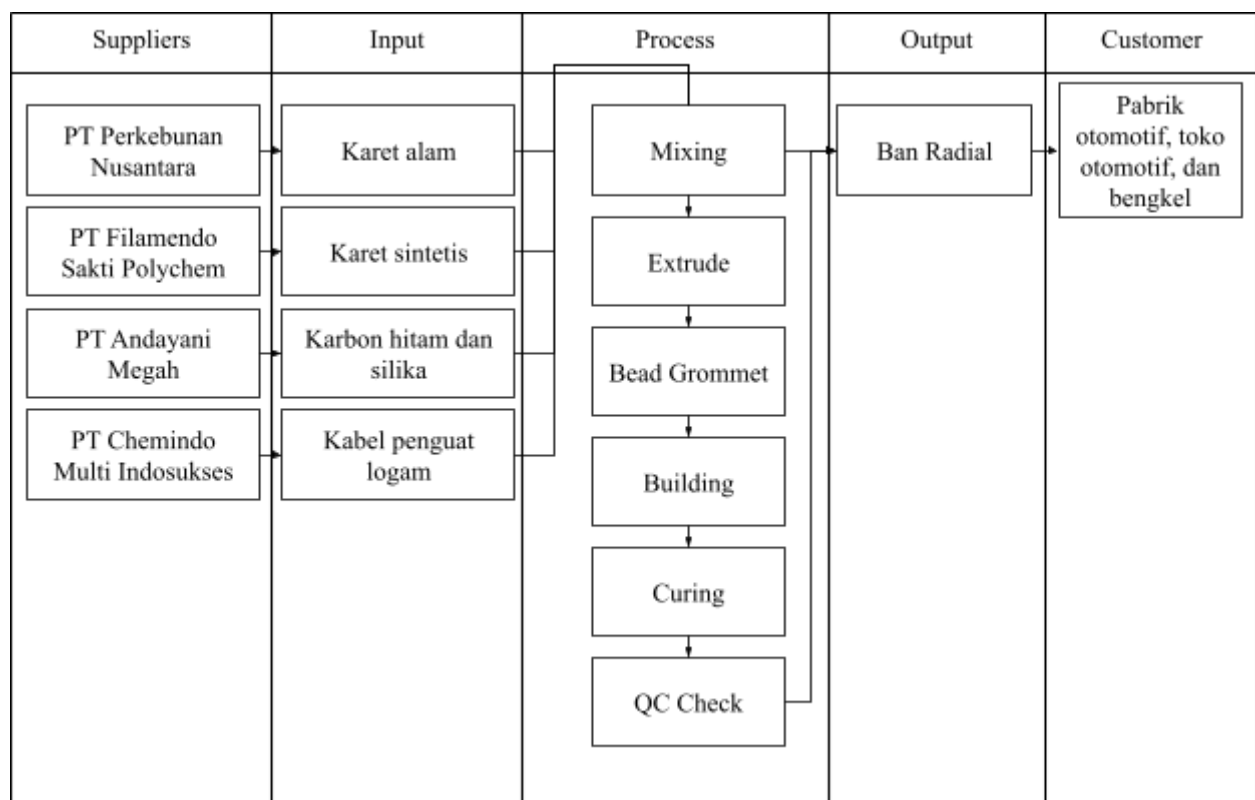 Suppliers
Input
Process
Output
Customer
PT Perkebunan
Nusantara
Karet alam
Mixing
Ban Radial
Pabrik
otomotif, toko
otomotif, dan
bengkel
PT Filamendo
Sakti Polychem
Karet sintetis
Extrude
PT Andayani
Megah
Karbon hitam dan
silika
Bead Grommet
PT Chemindo
Multi Indosukses
Kabel penguat
logam
Building
Curing
QC Check